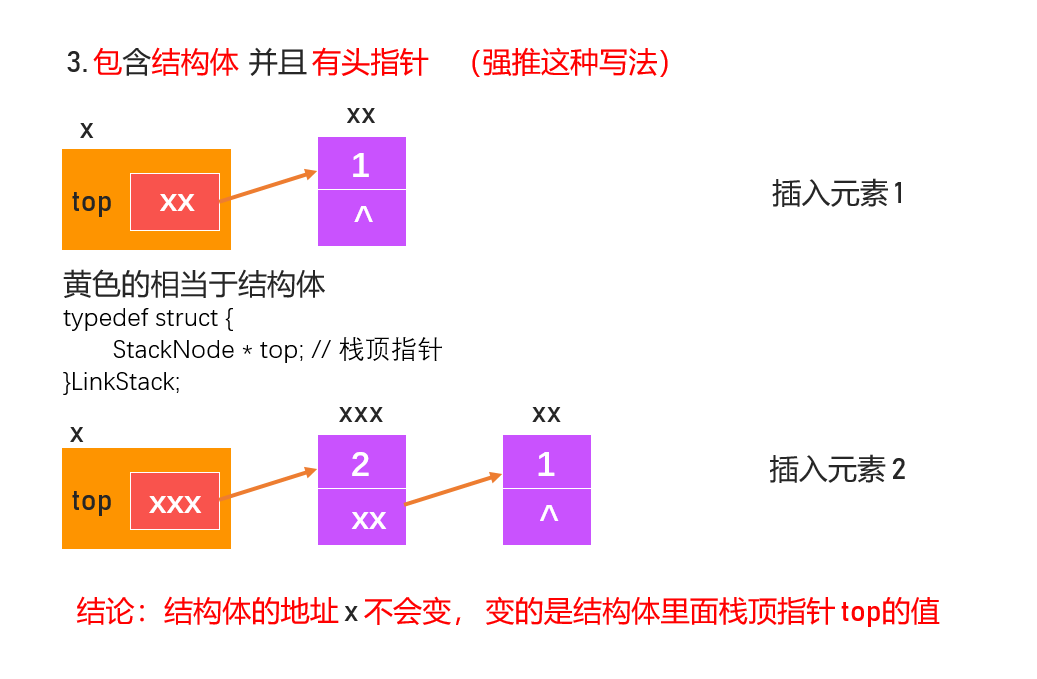 3. 包含结构体 并且 有头指针 （强推这种写法）
x
xx
top
xx
1
^
插入元素 1
黄色的相当于结构体
typedef struct {
StackNode * top; // 栈顶指针
}LinkStack;
x
xxx
xx
top
xxx
2
xx
1
^
插入元素 2
结论：结构体的地址 x 不会变， 变的是结构体里面栈顶指针 top的值